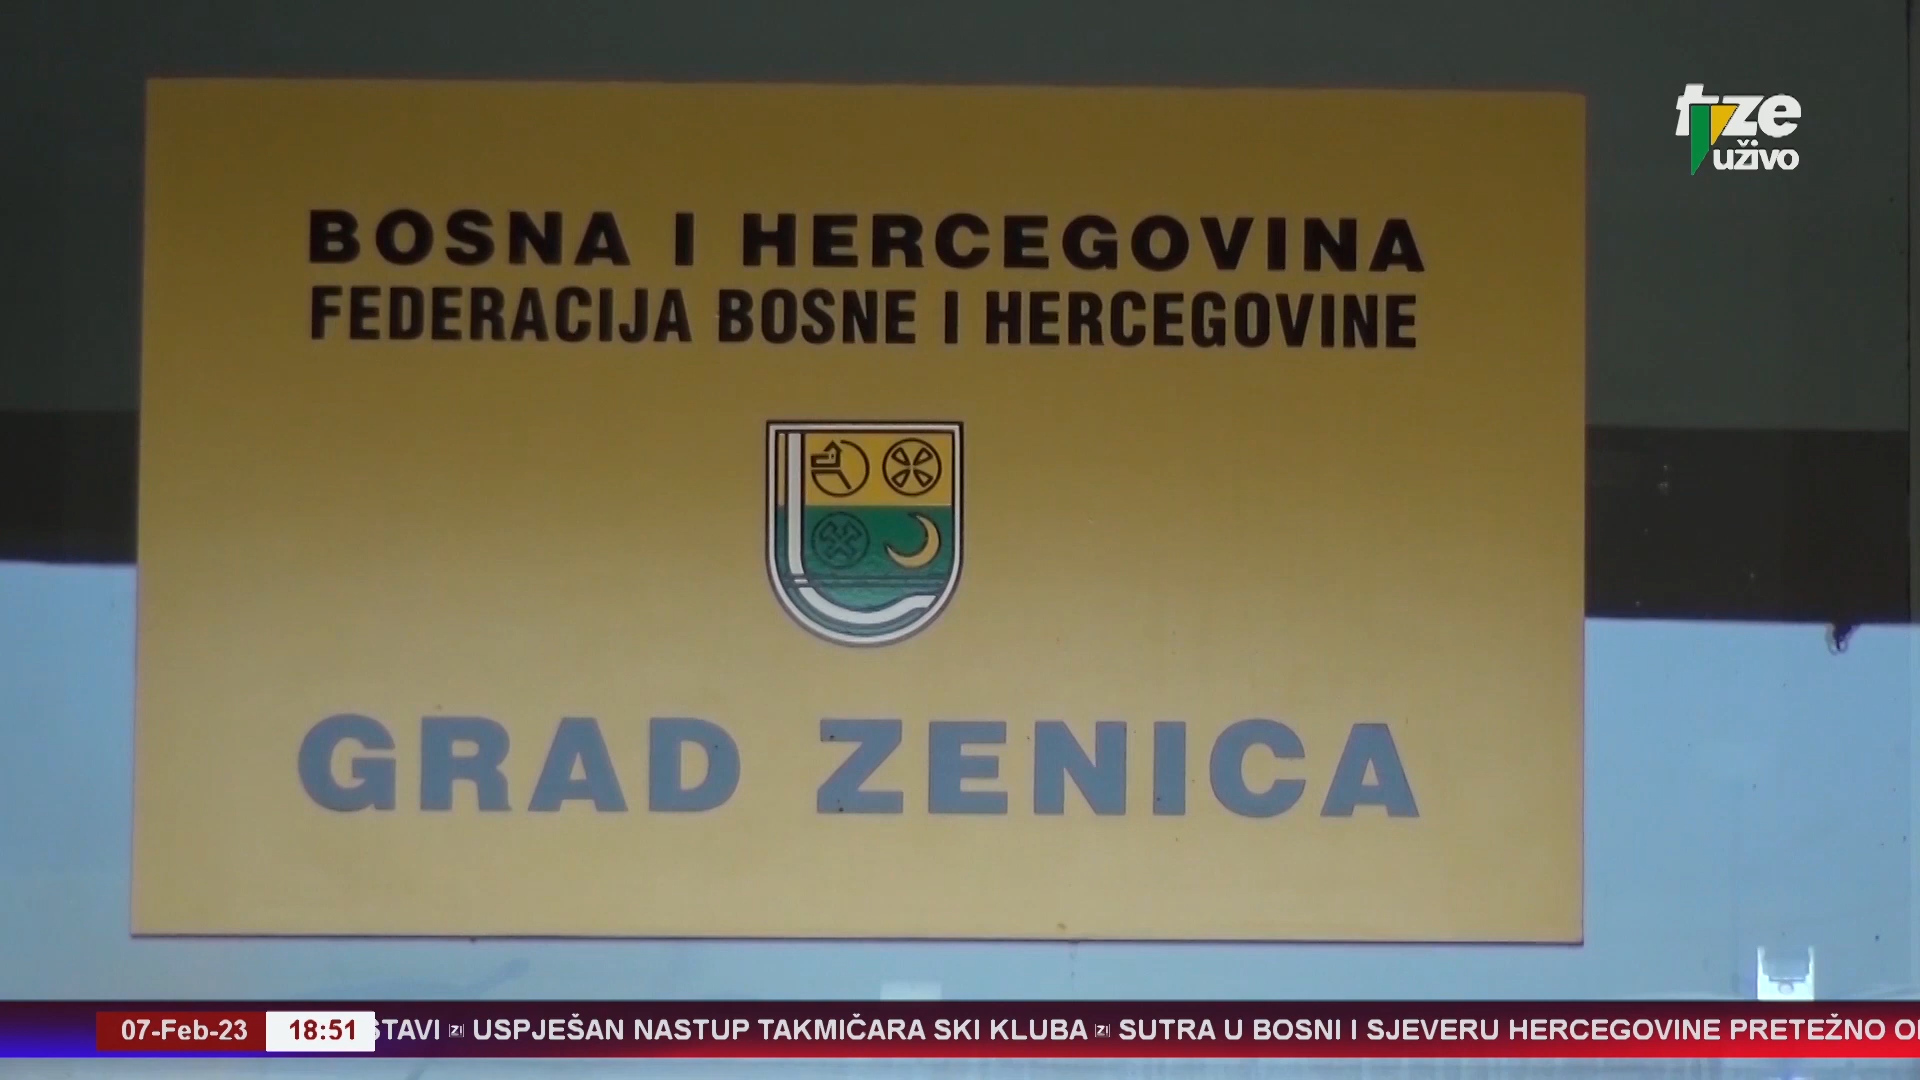 tvze
uživo
BOSNA I HERCEGOVINA
FEDERACIJA BOSNE I HERCEGOVINE
GRAD ZENICA
07-Feb-23 18:51 USPJEŠAN NASTUP TAKMIČARA SKI KLUBA SUTRA U BOSNI I SJEVERU HERCEGOVINE PRETEŽNO